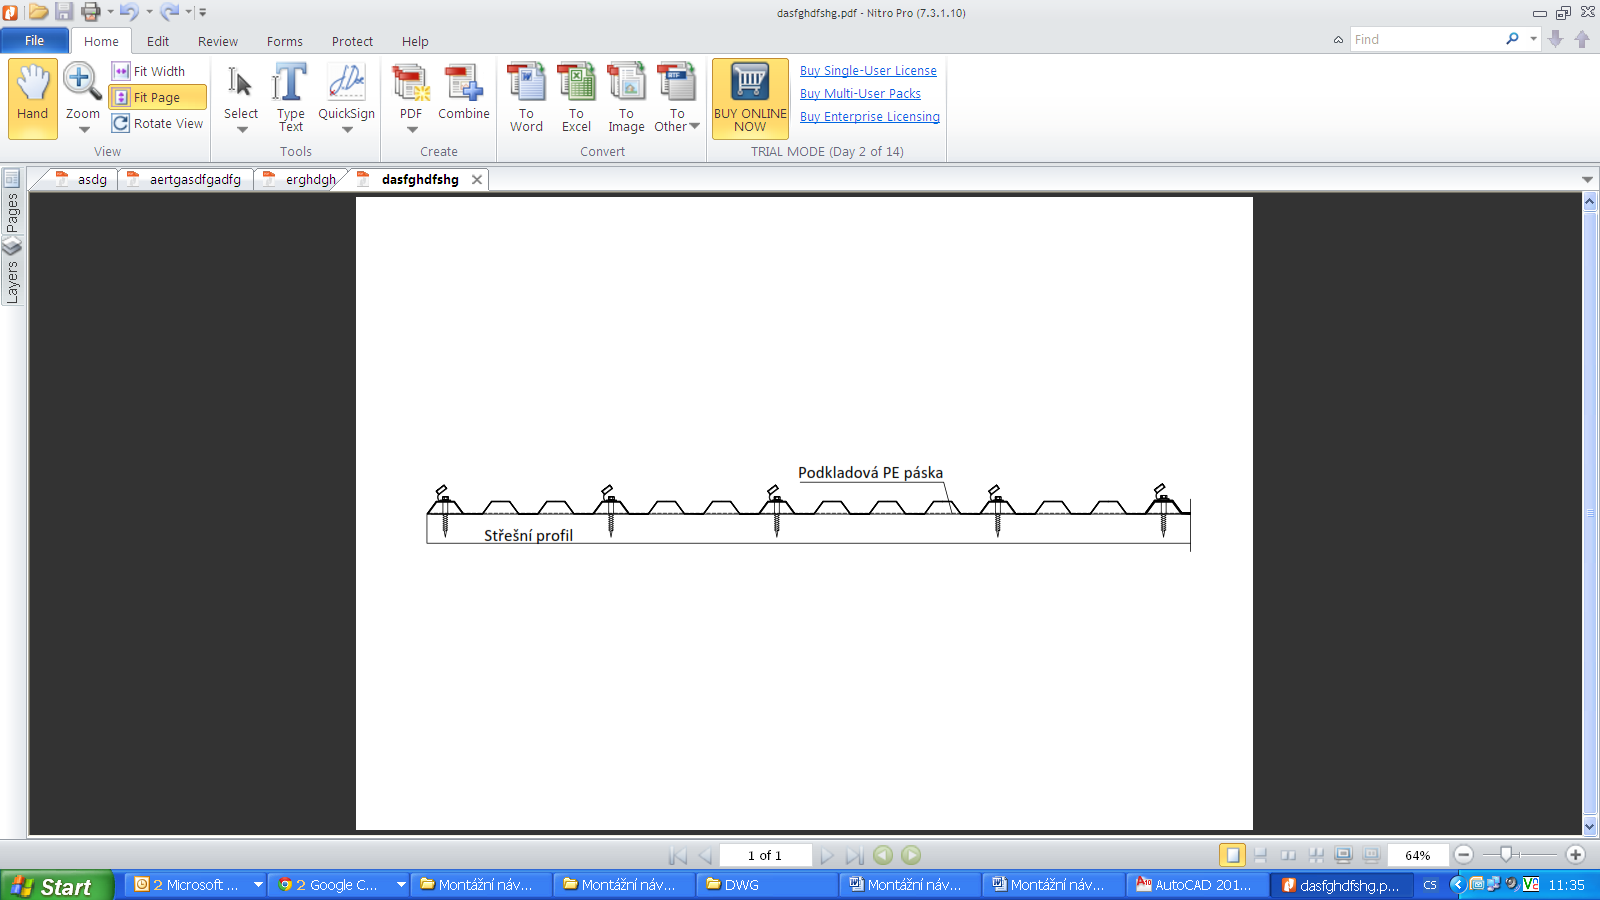 dasfghdfshg.pdf - Nitro Pro (7.3.1.10)
File
Home
Edit
Review
Forms
Protect
Help
Find
Hand
Zoom
Fit Width
Fit Page
Rotate View
View
Select
Type
Text
QuickSign
Tools
PDF
Combine
Create
To
Word
To
Excel
To
Image
To
Other
Convert
BUY ONLINE
NOW
Buy Single-User License
Buy Multi-User Packs
Buy Enterprise Licensing
TRIAL MODE (Day 2 of 14)
asdg
aertgasdfgadfg
erghdgh
dasfghdfshg
Pages
Layers
Podkladová PE páska
Střešní profil
1 of 1
64%
Start
2 Microsoft ...
2 Google C...
Montážní náv...
Montážní náv...
DWG
Montážní náv...
Montážní náv...
AutoCAD 201...
dasfghdfshg.p...
CS
11:35